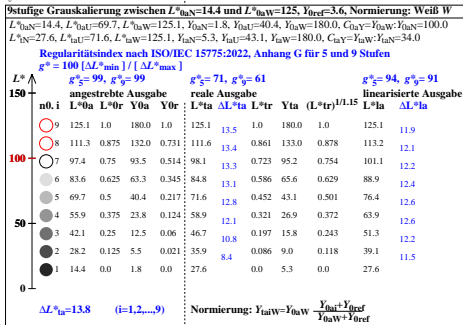 9stufige Grauskalierung zwischen L*0aN=14.4 und L*0aW=125, Y0ref=3.6, Normierung: Weiß W
L*0aN=14.4, L*0aU=69.7, L*0aW=125.1, Y0aN=1.8, Y0aU=40.4, Y0aW=180.0, C0aY=Y0aW:Y0aN=100.0
L*taN=27.6, L*taU=71.6, L*taW=125.1, YtaN=5.3, YtaU=43.1, YtaW=180.0, CtaY=Ytaw:YtaN=34.0
Regularitätsindex nach ISO/IEC 15775:2022, Anhang G für 5 und 9 Stufen
g* = 100 [ΔL*min ] / [ ΔL*max ]
L* g*5= 99, g*9= 99 g*5= 71, g*9= 61 g*5= 94, g*9= 91
150 angestrebte Ausgabe reale Ausgabe linearisierte Ausgabe
n0. i L*0a L*0r Y0a Y0r L*ta ΔL*ta L*tr Yta (L*tr)1/1.15 L*la ΔL*la
9 125.1 1.0 180.0 1.0 125.1 1.0 180.0 1.0 125.1
13.5 11.9
8 111.3 0.875 132.0 0.731 111.6 0.861 133.0 0.878 113.2
100 13.4 12.1
7 97.4 0.75 93.5 0.514 98.1 0.723 95.2 0.754 101.1
13.3 12.2
6 83.6 0.625 63.3 0.345 84.8 0.586 65.6 0.629 88.9
13.1 12.4
5 69.7 0.5 40.4 0.217 71.6 0.452 43.1 0.501 76.4
50 12.8 12.6
4 55.9 0.375 23.8 0.124 58.9 0.321 26.9 0.372 63.9
12.1 12.6
3 42.1 0.25 12.5 0.06 46.7 0.197 15.8 0.243 51.3
10.8 12.2
2 28.2 0.125 5.5 0.021 35.9 0.086 9.0 0.118 39.1
8.4 11.5
1 14.4 0.0 1.8 0.0 27.6 0.0 5.3 0.0 27.6
0
ΔL*ta=13.8 (i=1,2,...,9) Normierung: YtaiW=Y0aW Y0ai+Y0ref
Y0aW+Y0ref